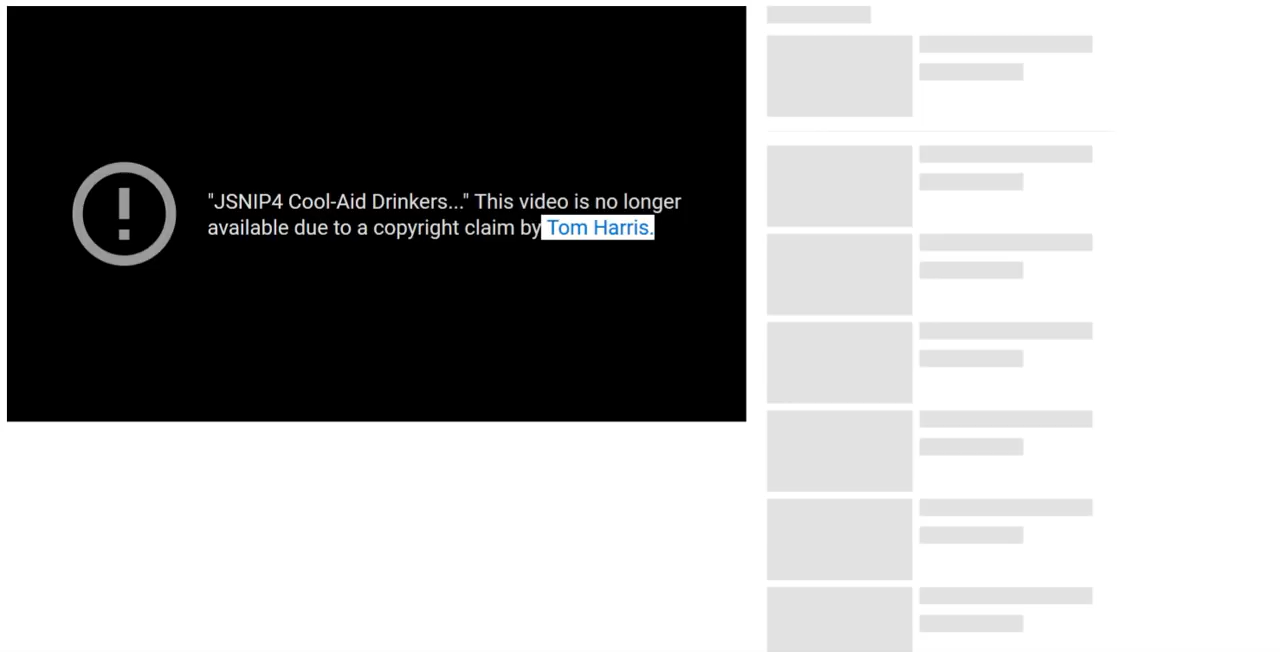 "JSNIP4 Cool-Aid Drinkers..." This video is no longer
available due to a copyright claim by Tom Harris.